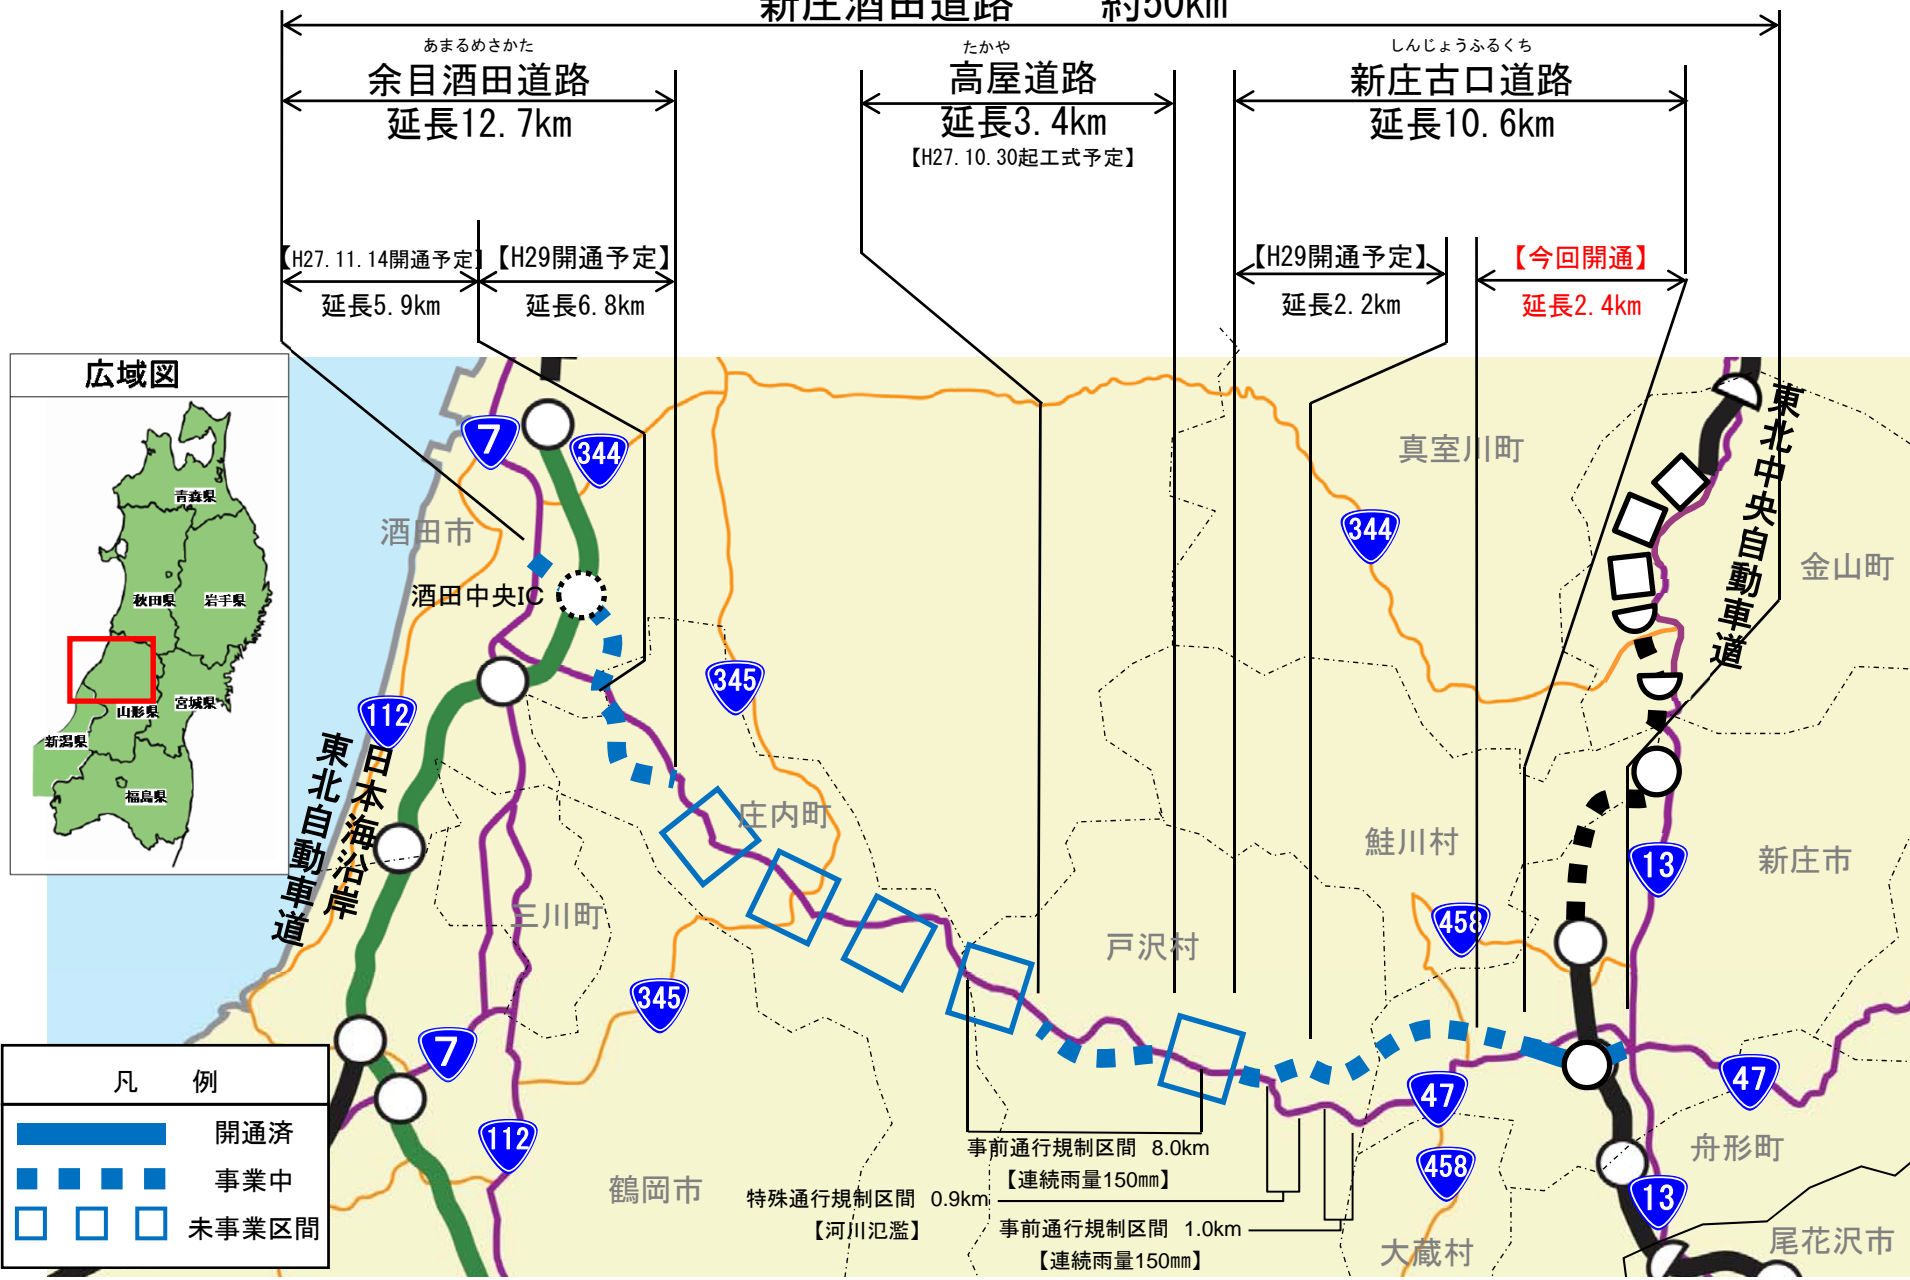 新庄酒田道路　　約50km
あまるめさかた
余目酒田道路
延長12.7km
たかや
高屋道路
延長3.4km
【H27.10.30起工式予定】
しんじょうふるくち
新庄古口道路
延長10.6km
【H27.11.14開通予定】
延長5.9km
【H29開通予定】
延長6.8km
【H29開通予定】
延長2.2km
【今回開通】
延長2.4km
広域図
青森県
秋田県
岩手県
山形県
宮城県
新潟県
福島県
7
344
酒田市
酒田中央IC
345
112
日本海沿岸
東北自動車道
庄内町
三川町
345
7
112
鶴岡市
真室川町
344
東北中央自動車道
金山町
鮭川村
13
新庄市
458
戸沢村
47
47
458
舟形町
13
大蔵村
尾花沢市
事前通行規制区間 8.0km
【連続雨量150㎜】
特殊通行規制区間 0.9km
【河川氾濫】
事前通行規制区間 1.0km
【連続雨量150㎜】
凡　例
開通済
事業中
未事業区間